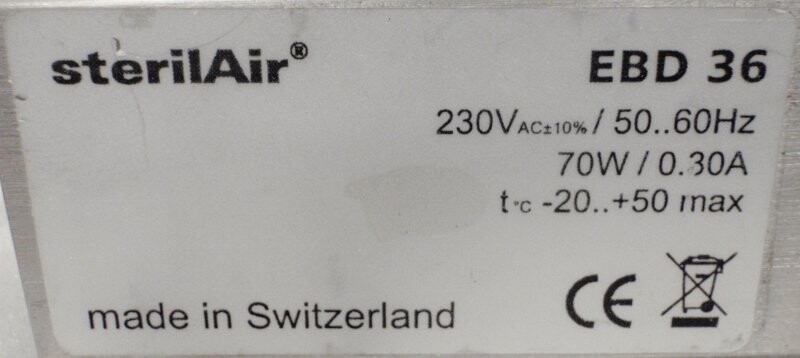 sterilAir®
EBD 36
230VAC±10% / 50..60Hz
70W / 0.30A
t°C -20..+50 max
made in Switzerland
CE